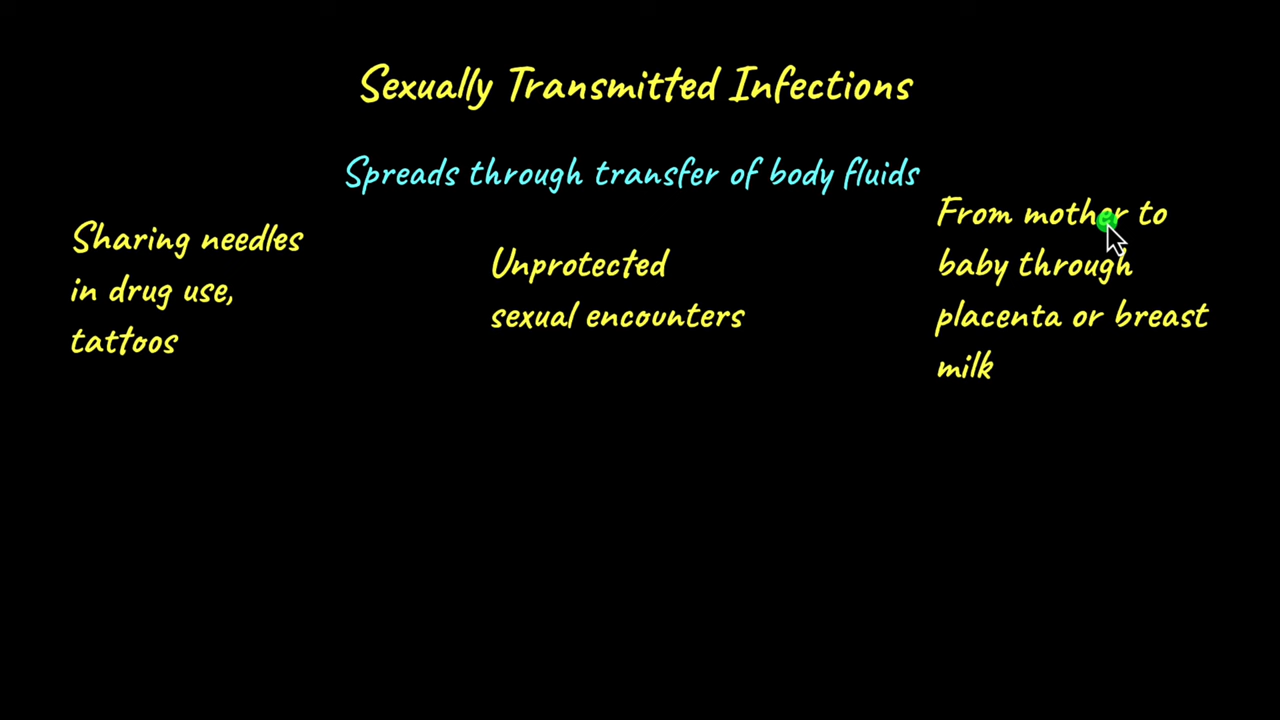 Sexually Transmitted Infections
Spreads through transfer of body fluids
Sharing needles
in drug use,
tattoos
Unprotected
sexual encounters
From mother to
baby through
placenta or breast
milk